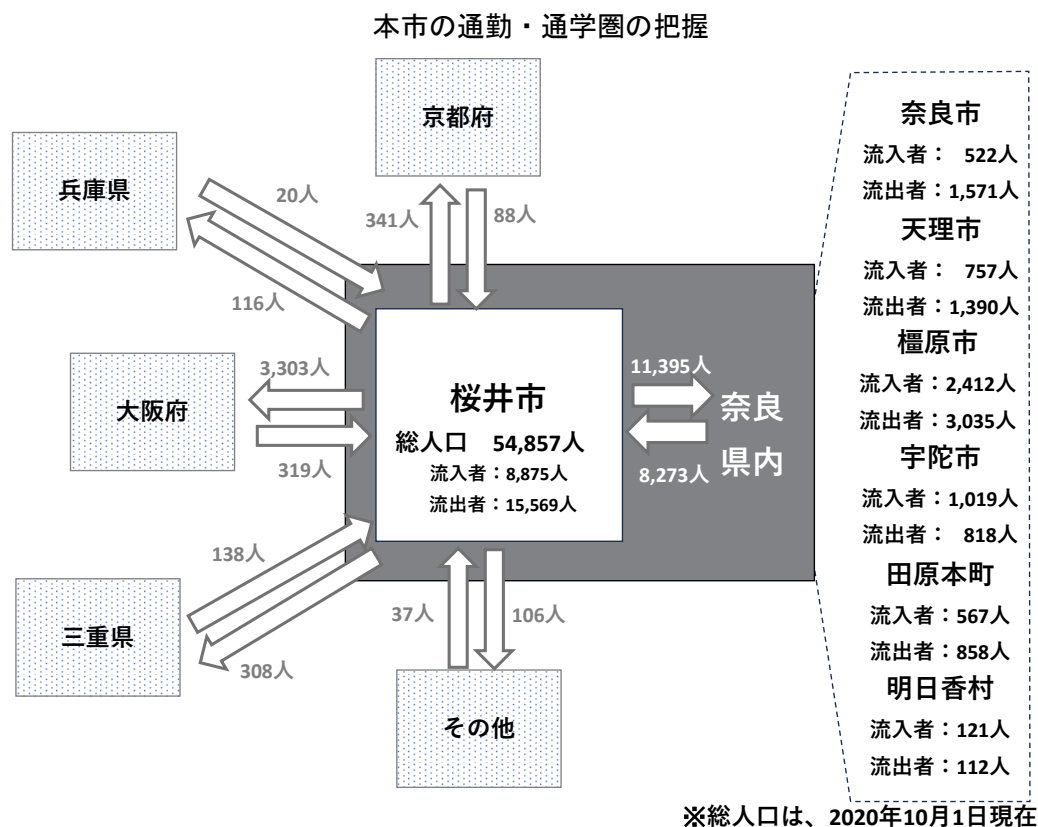 本市の通勤・通学圏の把握
京都府
兵庫県
20人
341人
88人
116人
3,303人
大阪府
319人
桜井市
総人口 54,857人
流入者：8,875人
流出者：15,569人
11,395人
奈良
県内
8,273人
138人
三重県
308人
37人
106人
その他
奈良市
流入者： 522人
流出者：1,571人
天理市
流入者： 757人
流出者：1,390人
橿原市
流入者：2,412人
流出者：3,035人
宇陀市
流入者：1,019人
流出者： 818人
田原本町
流入者：567人
流出者：858人
明日香村
流入者：121人
流出者：112人
※総人口は、2020年10月1日現在